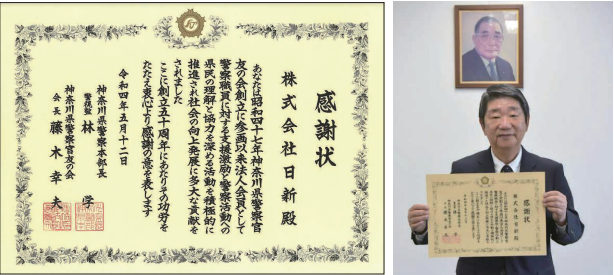 感謝状
株式会社日新殿
あなたは昭和四十七年神奈川県警察官
友の会創立に参画以来法人会員として
警察職員に対する支援激励や警察活動への
県民の理解と協力を深める活動を積極的に
推進され社会の向上発展に多大な貢献を
されました
ここに創立五十周年にあたりその功労を
たたえ衷心より感謝の意を表します
令和四年五月十二日
神奈川県警察本部長
警視監 林 学
神奈川県警察官友の会
会長 藤木幸夫
感謝状
株式会社日新殿